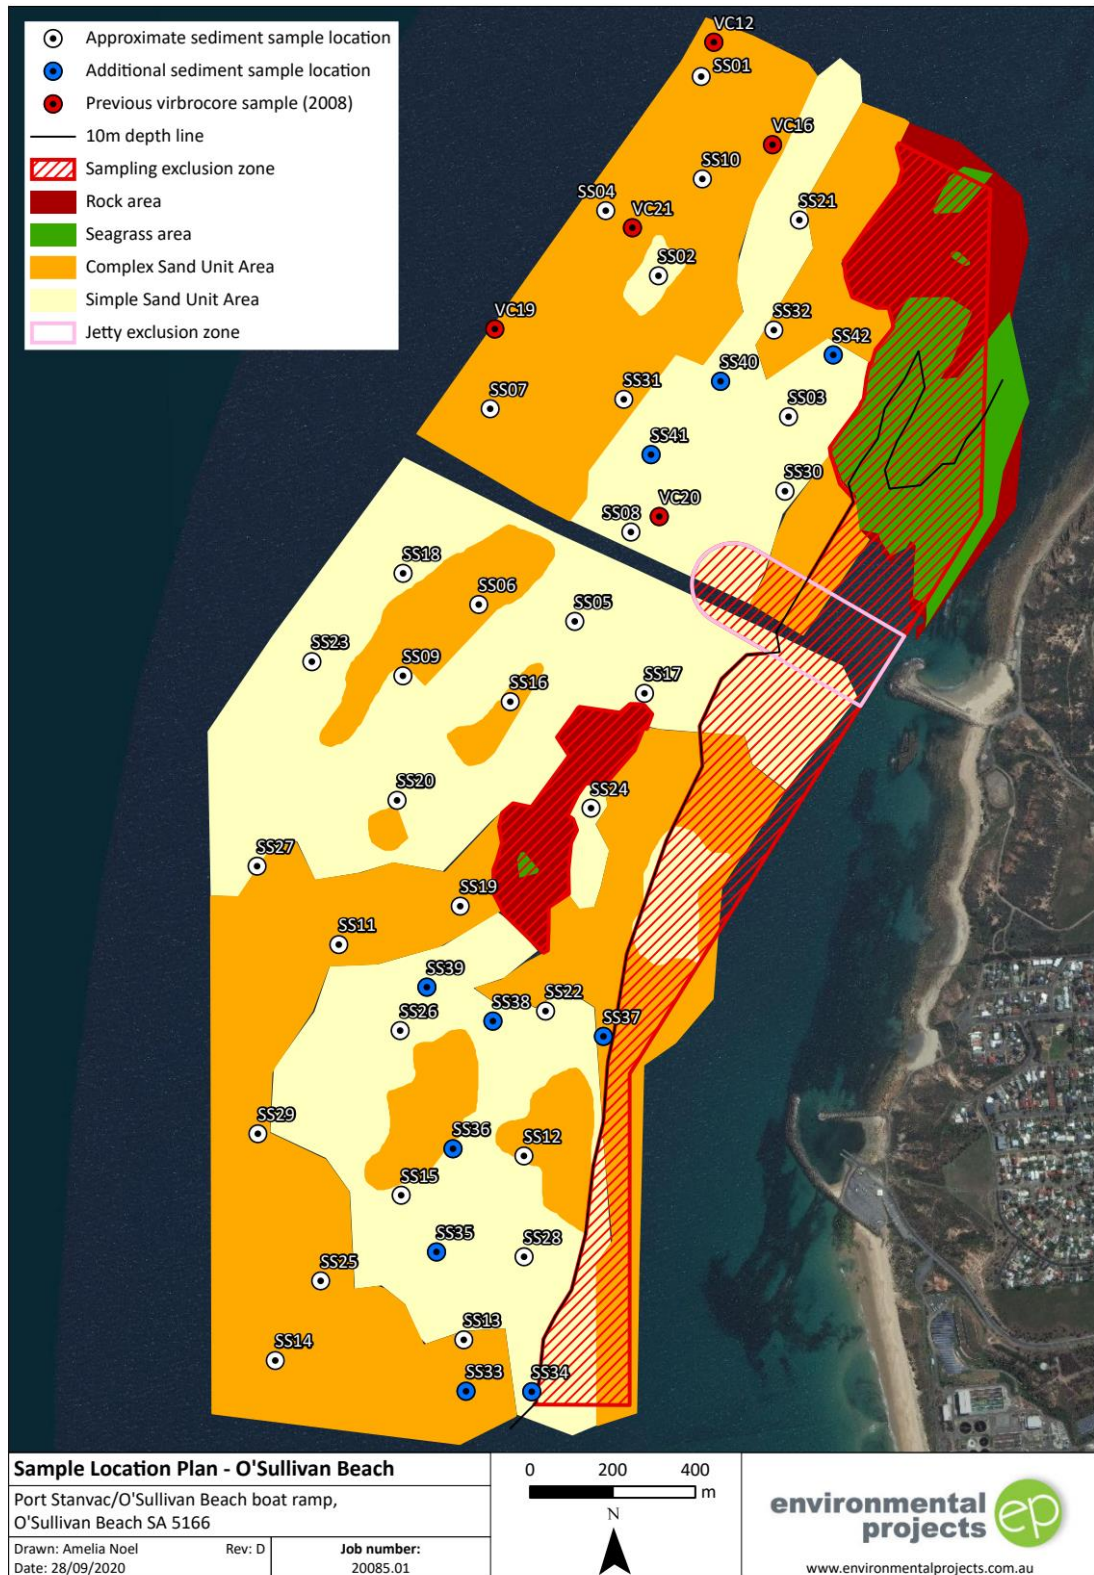 Approximate sediment sample location
Additional sediment sample location
Previous virbrocore sample (2008)
10m depth line
Sampling exclusion zone
Rock area
Seagrass area
Complex Sand Unit Area
Simple Sand Unit Area
Jetty exclusion zone
VC12
SS01
VC16
SS10
SS04
VC21
SS21
SS02
VC19
SS32
SS42
SS40
SS31
SS07
SS03
SS41
SS30
VC20
SS08
SS18
SS06
SS05
SS23
SS09
SS16
SS17
SS20
SS24
SS27
SS19
SS11
SS39
SS38
SS22
SS26
SS37
SS29
SS36
SS12
SS15
SS35
SS28
SS25
SS13
SS14
SS33
SS34
Sample Location Plan - O'Sullivan Beach
Port Stanvac/O'Sullivan Beach boat ramp,
O'Sullivan Beach SA 5166
Drawn: Amelia Noel Rev: D
Date: 28/09/2020
Job number:
20085.01
0 200 400
m
N
environmental
projects
ep
www.environmentalprojects.com.au